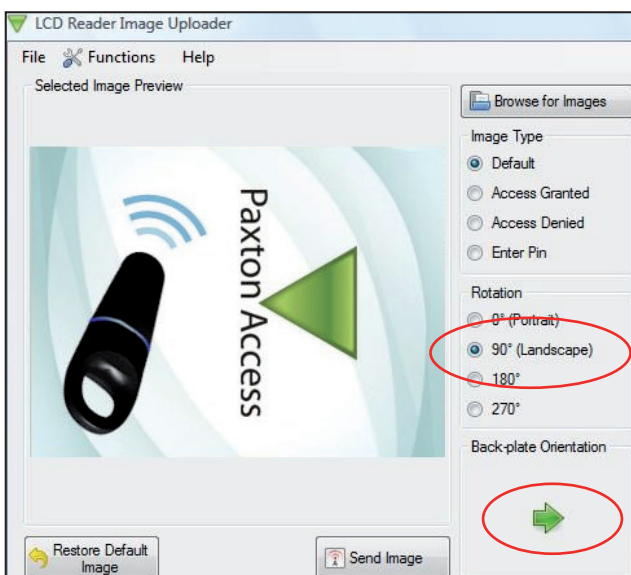 LCD Reader Image Uploader
File Functions Help
Selected Image Preview
Paxton Access
Restore Default
Image
Send Image
Browse for Images
Image Type
Default
Access Granted
Access Denied
Enter Pin
Rotation
0° (Portrait)
90° (Landscape)
180°
270°
Back-plate Orientation